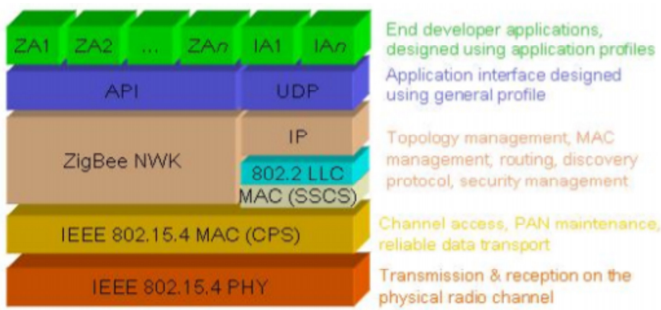 ZA1 ZA2 ... ZAn IA1 IAn
End developer applications,
designed using application profiles
API UDP
Application interface designed
using general profile
ZigBee NWK
IP
802.2 LLC
MAC (SSCS)
Topology management, MAC
management, routing, discovery
protocol, security management
IEEE 802.15.4 MAC (CPS)
Channel access, PAN maintenance,
reliable data transport
IEEE 802.15.4 PHY
Transmission & reception on the
physical radio channel